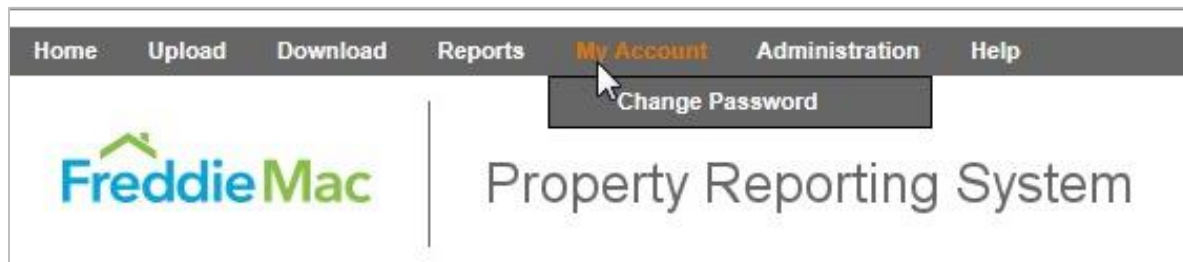 Home Upload Download Reports My Account Administration Help
Change Password
FreddieMac Property Reporting System